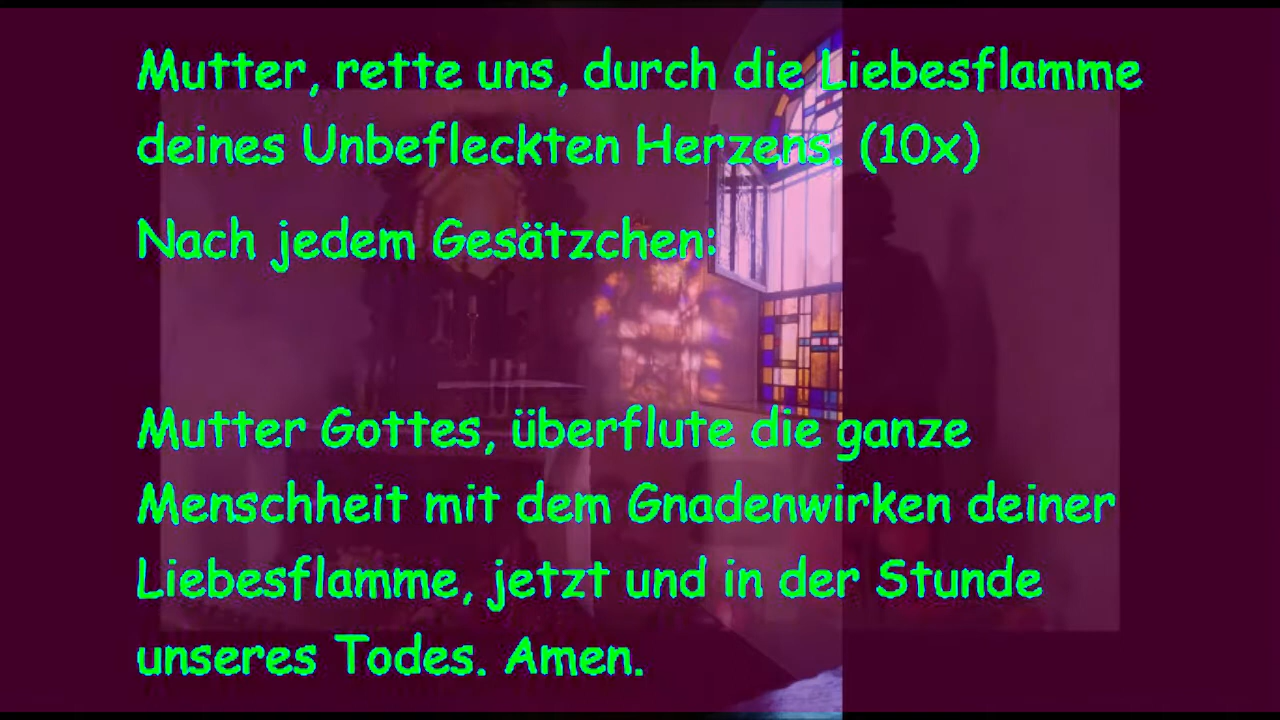 Mutter, rette uns, durch die Liebesflamme
deines Unbefleckten Herzens. (10x)
Nach jedem Gesätzchen:
Mutter Gottes, überflute die ganze
Menschheit mit dem Gnadenwirken deiner
Liebesflamme, jetzt und in der Stunde
unseres Todes. Amen.